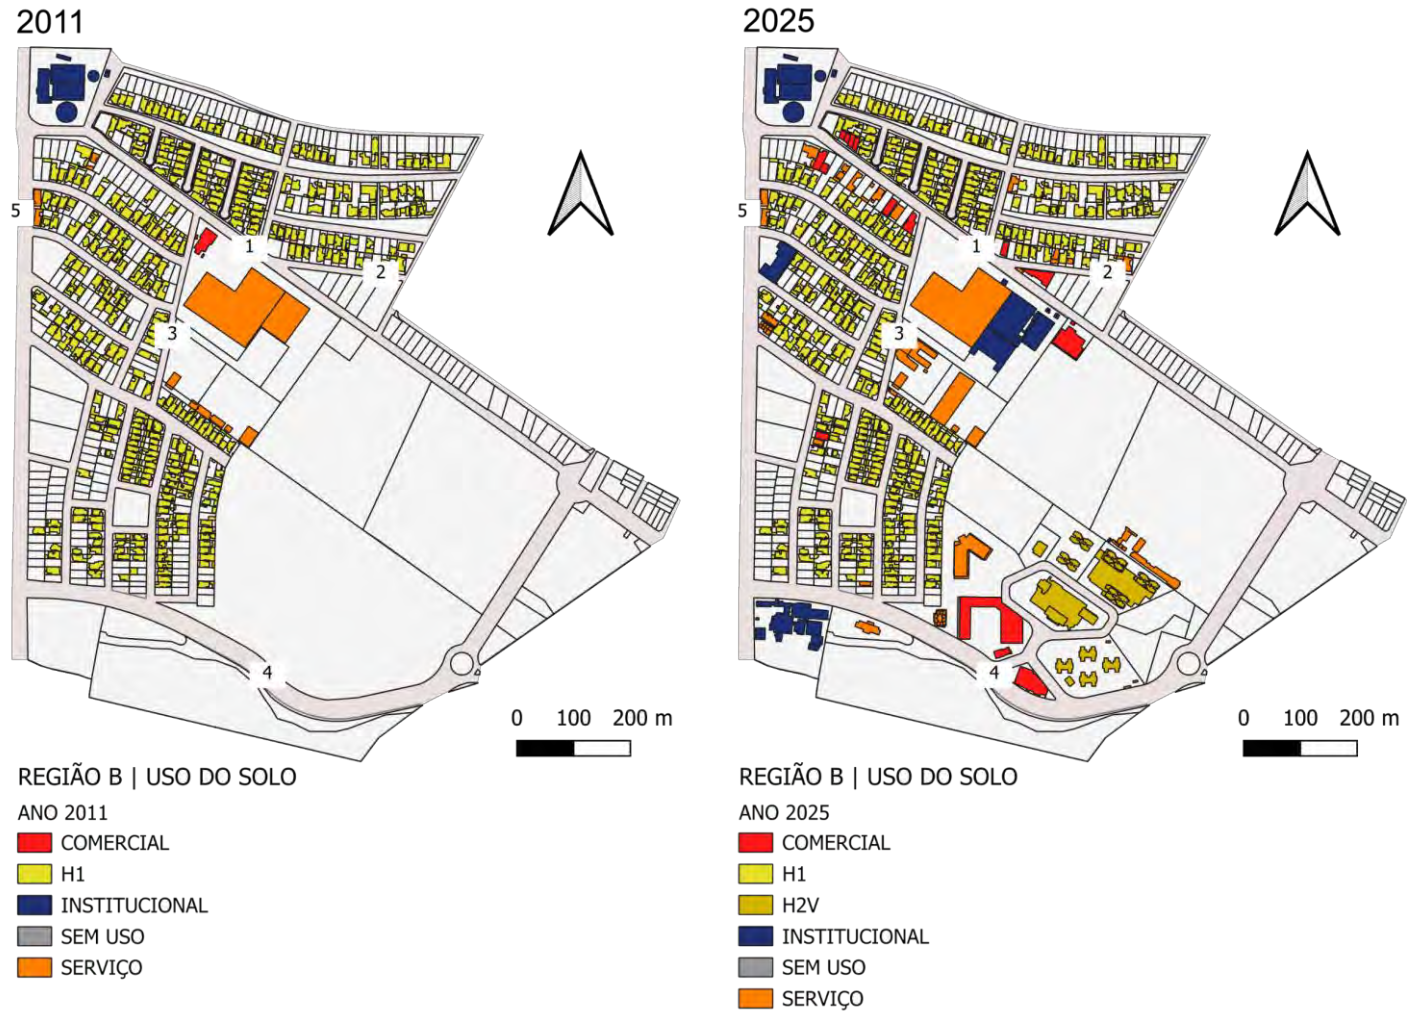 2011
5
1
2
3
4
0 100 200 m
REGIÃO B | USO DO SOLO
ANO 2011
COMERCIAL
H1
INSTITUCIONAL
SEM USO
SERVIÇO
2025
5
1
2
3
4
0 100 200 m
REGIÃO B | USO DO SOLO
ANO 2025
COMERCIAL
H1
H2V
INSTITUCIONAL
SEM USO
SERVIÇO